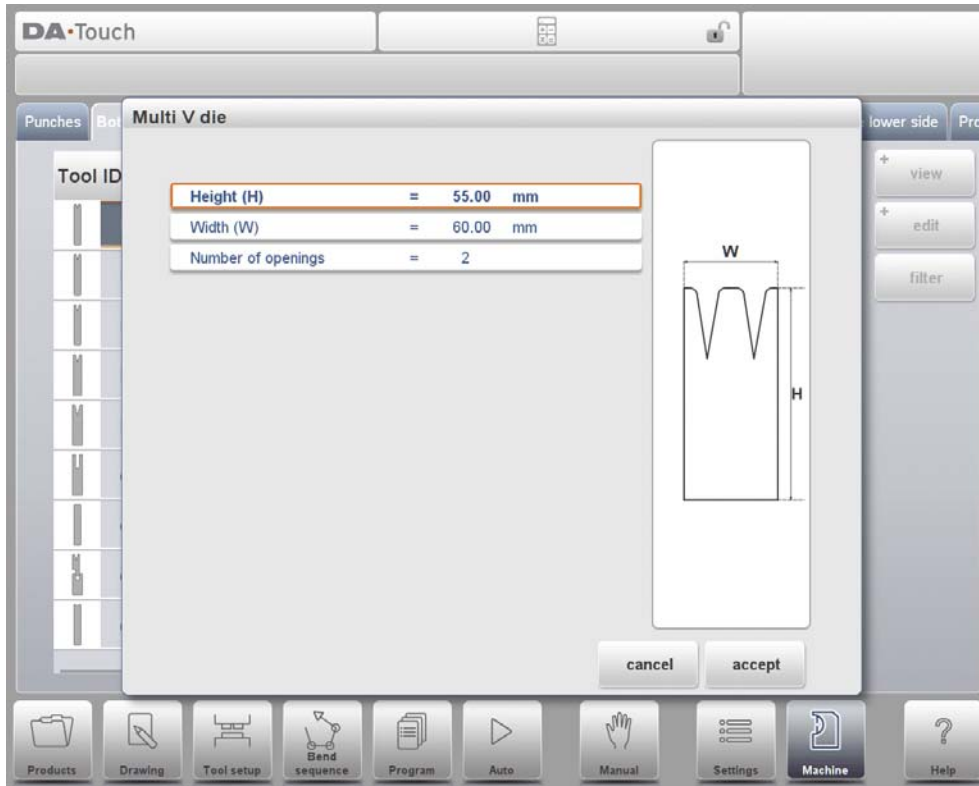 DA·Touch
Punches Bot lower side Pro
Multi V die
Tool ID
Height (H) = 55.00 mm
Width (W) = 60.00 mm
Number of openings = 2
W
H
view
edit
filter
cancel accept
Products Drawing Tool setup Bend sequence Program Auto Manual Settings Machine Help